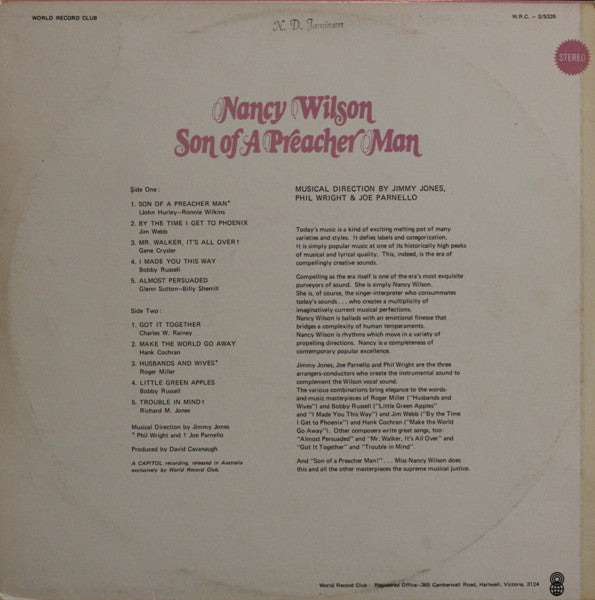 WORLD RECORD CLUB
N. D. Jamieson
W.R.C. - S/5335
STEREO
Nancy Wilson
Son of A Preacher Man
Side One:
1. SON OF A PREACHER MAN*
(John Hurley-Ronnie Wilkins
2. BY THE TIME I GET TO PHOENIX
Jim Webb
3. MR. WALKER, IT'S ALL OVER†
Gene Crysler
4. I MADE YOU THIS WAY
Bobby Russell
5. ALMOST PERSUADED
Glenn Sutton-Billy Sherrill
Side Two:
1. GOT IT TOGETHER
Charles W. Rainey
2. MAKE THE WORLD GO AWAY
Hank Cochran
3. HUSBANDS AND WIVES*
Roger Miller
4. LITTLE GREEN APPLES
Bobby Russell
5. TROUBLE IN MIND†
Richard M. Jones
Musical Direction by Jimmy Jones
* Phil Wright and † Joe Parnello
Produced by David Cavanaugh
A CAPITOL recording, released in Australia
exclusively by World Record Club.
MUSICAL DIRECTION BY JIMMY JONES,
PHIL WRIGHT & JOE PARNELLO
Today's music is a kind of exciting melting pot of many
varieties and styles. It defies labels and categorization.
It is simply popular music at one of its historically high peaks
of musical and lyrical quality. This, indeed, is the era of
compellingly creative sounds.
Compelling as the era itself is one of the era's most exquisite
purveyors of sound. She is simply Nancy Wilson.
She is, of course, the singer-interpreter who consummates
today's sounds . . . who creates a multiplicity of
imaginatively current musical perfections.
Nancy Wilson is ballads with an emotional finesse that
bridges a complexity of human temperaments.
Nancy Wilson is rhythms which move in a variety of
propelling directions. Nancy is a completeness of
contemporary popular excellence.
Jimmy Jones, Joe Parnello and Phil Wright are the three
arrangers-conductors who create the instrumental sound to
complement the Wilson vocal sound.
The various combinations bring elegance to the words-
and-music masterpieces of Roger Miller ("Husbands and
Wives") and Bobby Russell ("Little Green Apples"
and "I Made You This Way") and Jim Webb ("By the Time
I Get to Phoenix") and Hank Cochran ("Make the World
Go Away"). Other composers write great songs, too:
"Almost Persuaded" and "Mr. Walker, It's All Over" and
"Got It Together" and "Trouble in Mind".
And "Son of a Preacher Man!" . . . Miss Nancy Wilson does
this and all the other masterpieces the supreme musical justice.
World Record Club: Registered Office-365 Camberwell Road, Hartwell, Victoria, 3124